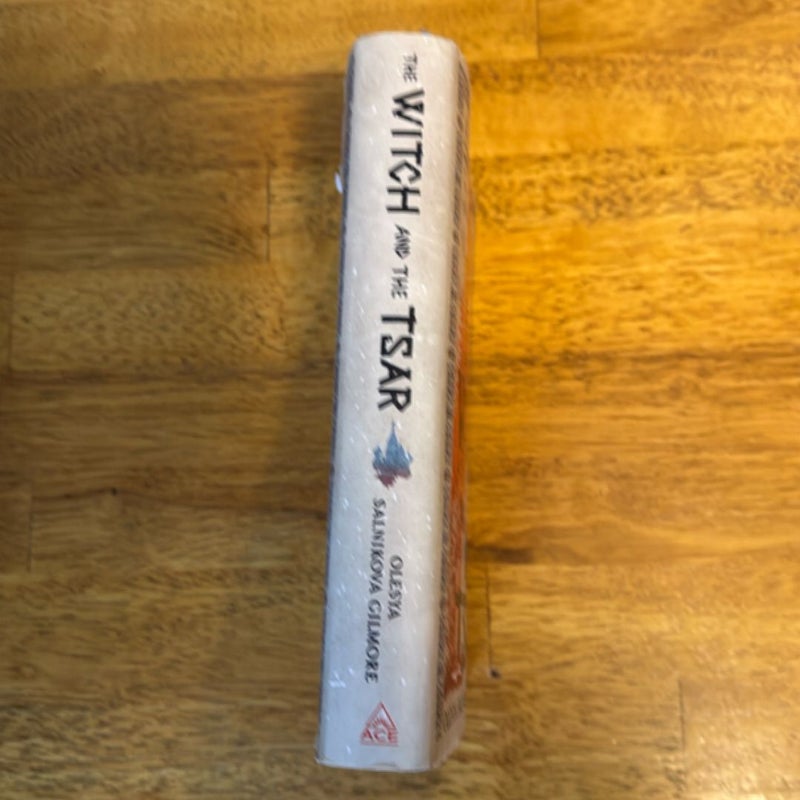 THE WITCH AND THE TSAR
OLESYA
SALNIKOVA GILMORE
ACE